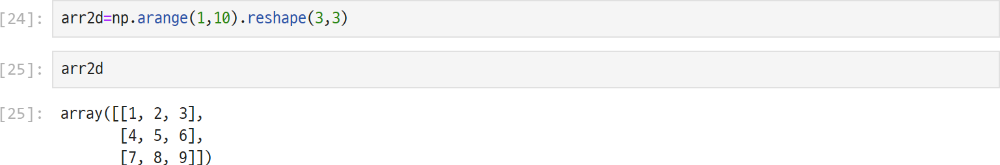 [24]: arr2d=np.arange(1,10).reshape(3,3)
[25]: arr2d
[25]: array([[1, 2, 3],
[4, 5, 6],
[7, 8, 9]])